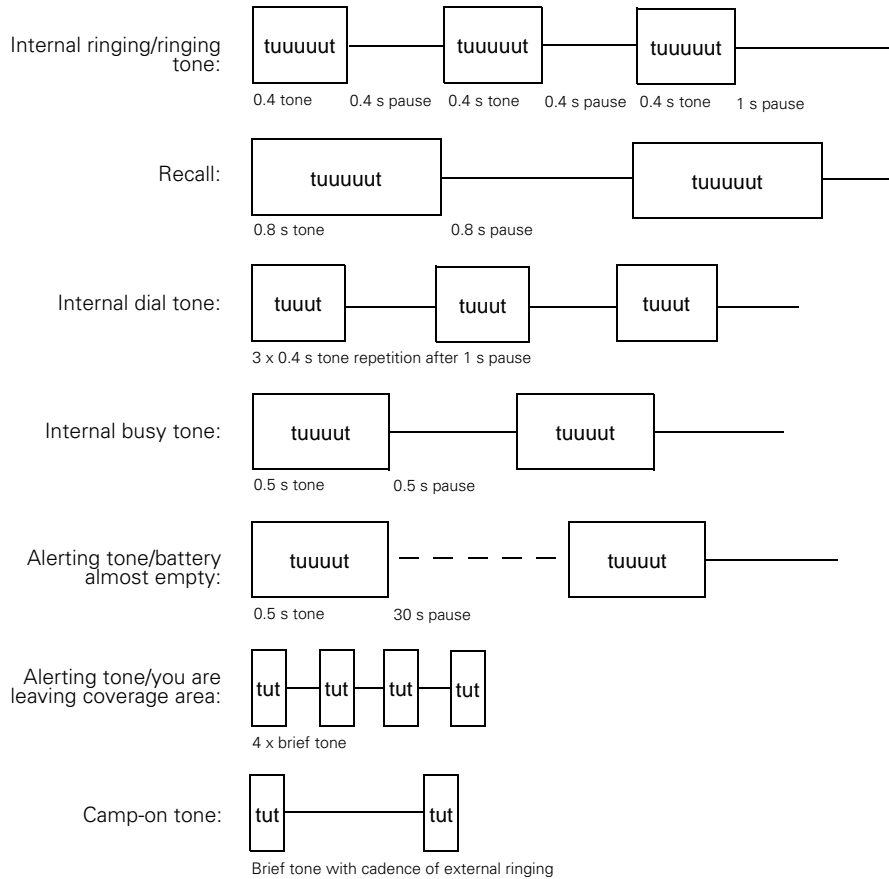 Internal ringing/ringing
tone:
tuuuuut tuuuuut tuuuuut
0.4 tone 0.4 s pause 0.4 s tone 0.4 s pause 0.4 s tone 1 s pause
Recall:
tuuuuut tuuuuut
0.8 s tone 0.8 s pause
Internal dial tone:
tuuut tuuut tuuut
3 x 0.4 s tone repetition after 1 s pause
Internal busy tone:
tuuuut tuuuut
0.5 s tone 0.5 s pause
Alerting tone/battery
almost empty:
tuuuut tuuuut
0.5 s tone 30 s pause
Alerting tone/you are
leaving coverage area:
tut tut tut tut
4 x brief tone
Camp-on tone:
tut tut
Brief tone with cadence of external ringing